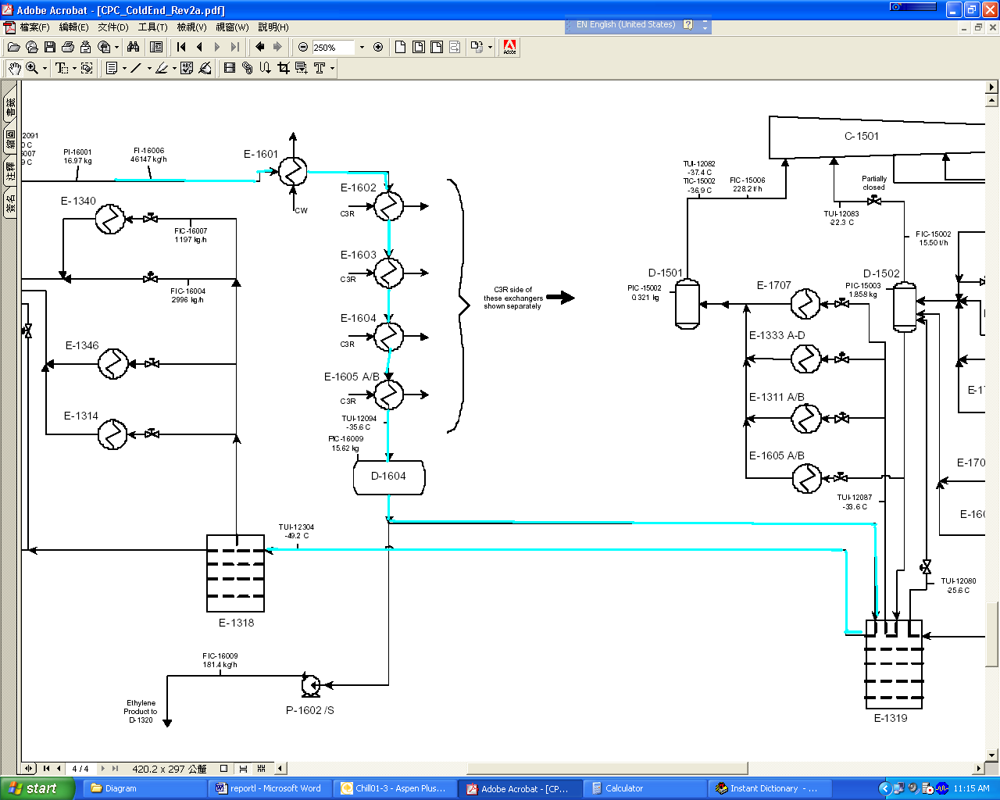 Adobe Acrobat - [CPC_ColdEnd_Rev2a.pdf]
EN English (United States)
檔案(F) 編輯(E) 文件(D) 工具(T) 檢視(V) 視窗(W) 說明(H)
250%
書籤
縮圖
注釋
簽名
2091
0 C
6007
9 C
PI-16001
16.97 kg
FI-16006
46147 kg/h
E-1601
CW
E-1602
C3R
E-1603
C3R
E-1604
C3R
E-1605 A/B
C3R
TUI-12094
-35.6 C
PIC-16009
15.62 kg
D-1604
E-1340
FIC-16007
1197 kg/h
FIC-16004
2996 kg/h
E-1346
E-1314
C3R side of
these exchangers
shown separately
C-1501
TUI-12082
-37.4 C
TIC-15002
-36.9 C
FIC-15006
228.2 t/h
Partially
closed
TUI-12083
-22.3 C
FIC-15002
15.50 t/h
D-1501
PIC-15002
0.321 kg
D-1502
PIC-15003
1.858 kg
E-1707
E-1333 A-D
E-1311 A/B
E-1605 A/B
TUI-12087
-33.6 C
E-17
E-170
E-160
TUI-12080
-25.6 C
TUI-12304
-49.2 C
E-1318
E-1319
FIC-16009
181.4 kg/h
Ethylene
Product to
D-1320
P-1602 /S
4 / 4
420.2 x 297 公釐
start
Diagram
reportI - Microsoft Word
Chill01-3 - Aspen Plus...
Adobe Acrobat - [CP...
Calculator
Instant Dictionary - ...
11:15 AM